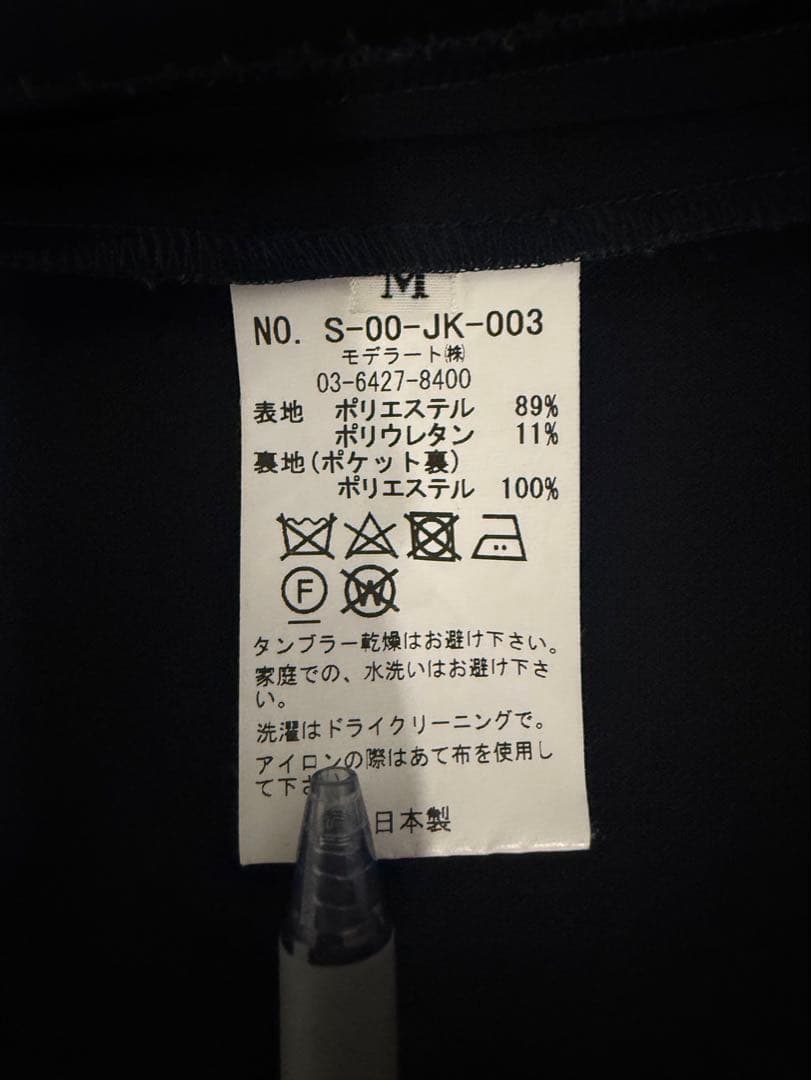 M
NO. S-00-JK-003
モデラート㈱
03-6427-8400
表地 ポリエステル 89%
ポリウレタン 11%
裏地(ポケット裏)
ポリエステル 100%
F W
タンブラー乾燥はお避け下さい。
家庭での、水洗いはお避け下さ
い。
洗濯はドライクリーニングで。
アイロンの際はあて布を使用し
て下さ
日本製